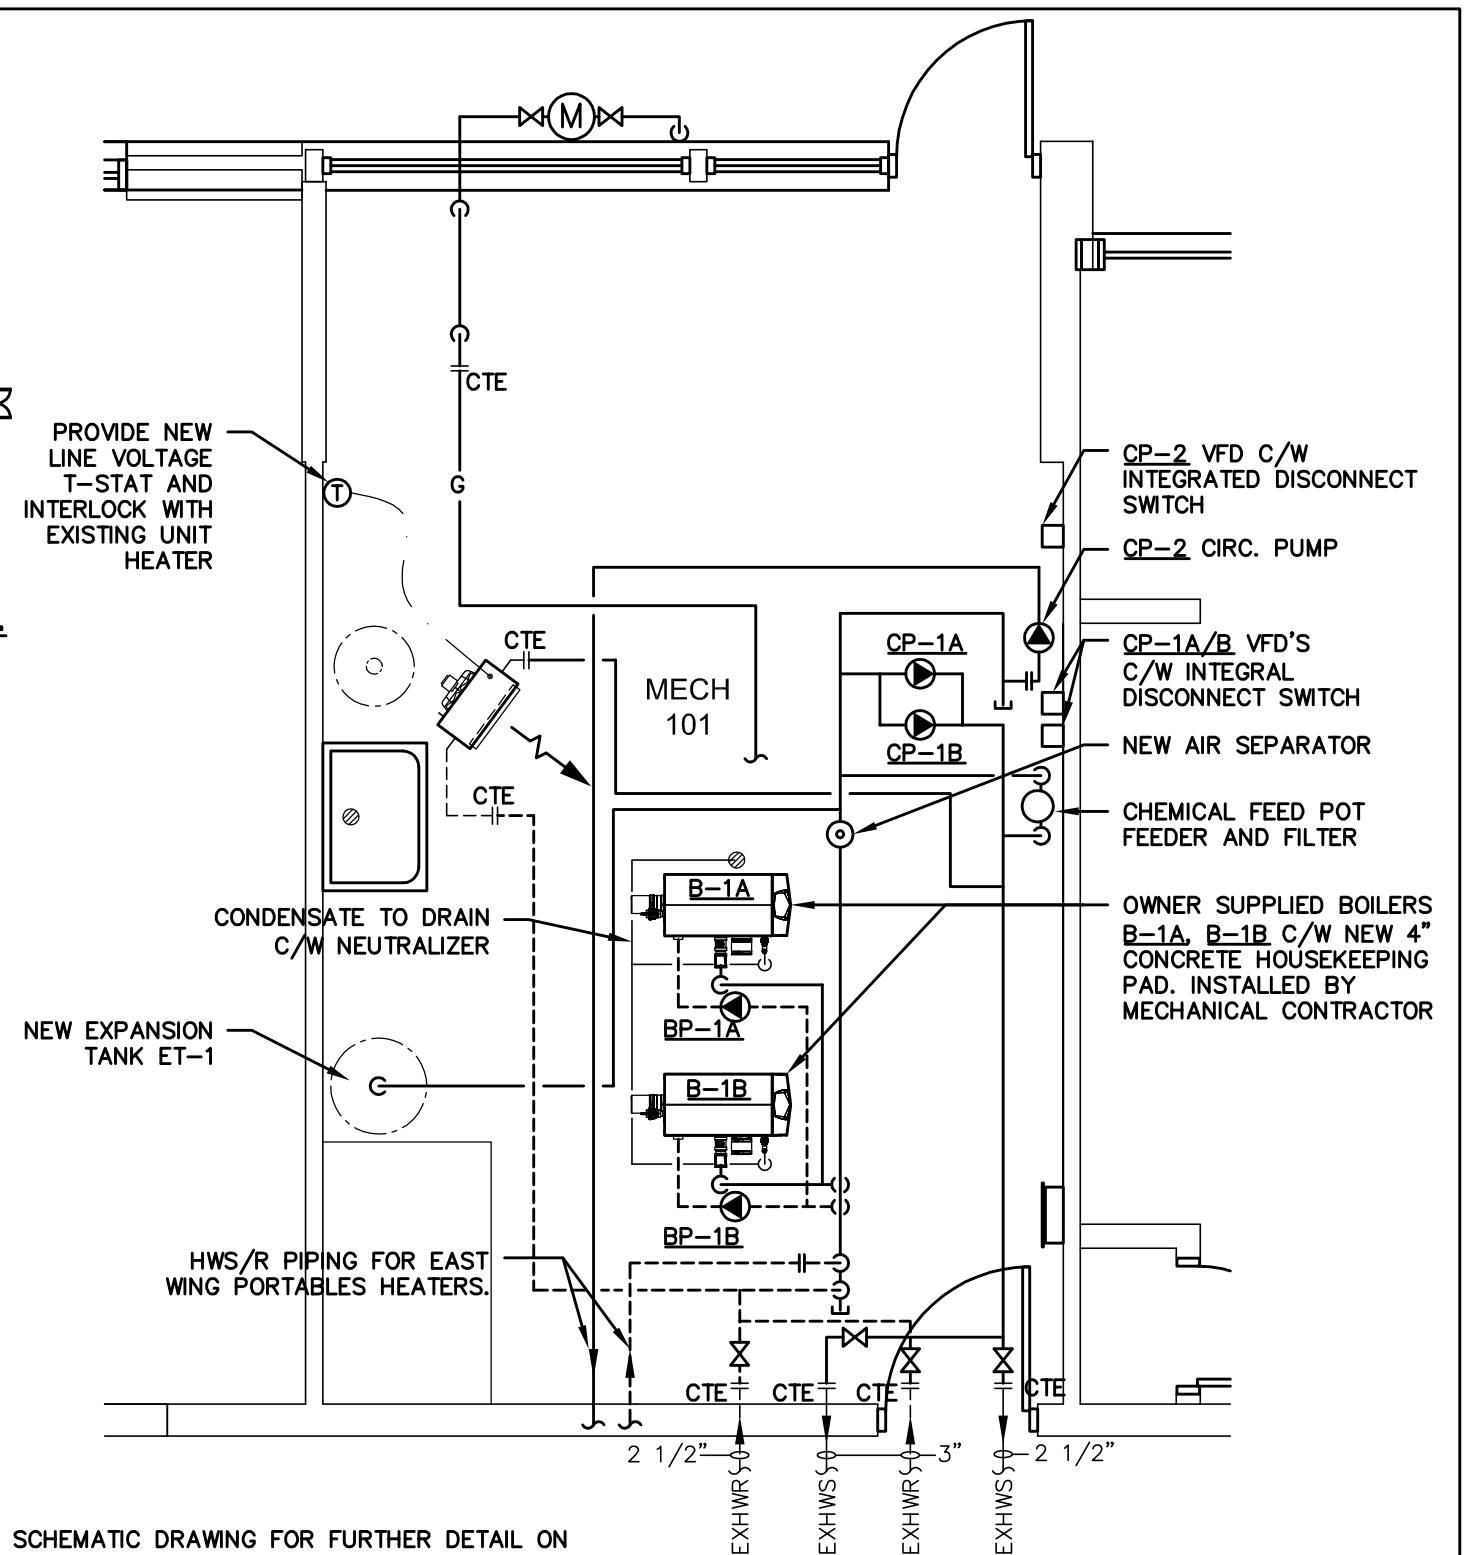 M
CTE
PROVIDE NEW
LINE VOLTAGE
T-STAT AND
INTERLOCK WITH
EXISTING UNIT
HEATER
T
G
CP-2 VFD C/W
INTEGRATED DISCONNECT
SWITCH
CP-2 CIRC. PUMP
CTE
MECH
101
CP-1A
CP-1B
CP-1A/B VFD'S
C/W INTEGRAL
DISCONNECT SWITCH
NEW AIR SEPARATOR
CTE
CHEMICAL FEED POT
FEEDER AND FILTER
B-1A
CONDENSATE TO DRAIN
C/W NEUTRALIZER
OWNER SUPPLIED BOILERS
B-1A, B-1B C/W NEW 4"
CONCRETE HOUSEKEEPING
PAD. INSTALLED BY
MECHANICAL CONTRACTOR
BP-1A
NEW EXPANSION
TANK ET-1
B-1B
BP-1B
HWS/R PIPING FOR EAST
WING PORTABLES HEATERS.
CTE
CTE
CTE
CTE
2 1/2"
3"
2 1/2"
EXHWR
EXHWS
EXHWR
EXHWS
SCHEMATIC DRAWING FOR FURTHER DETAIL ON